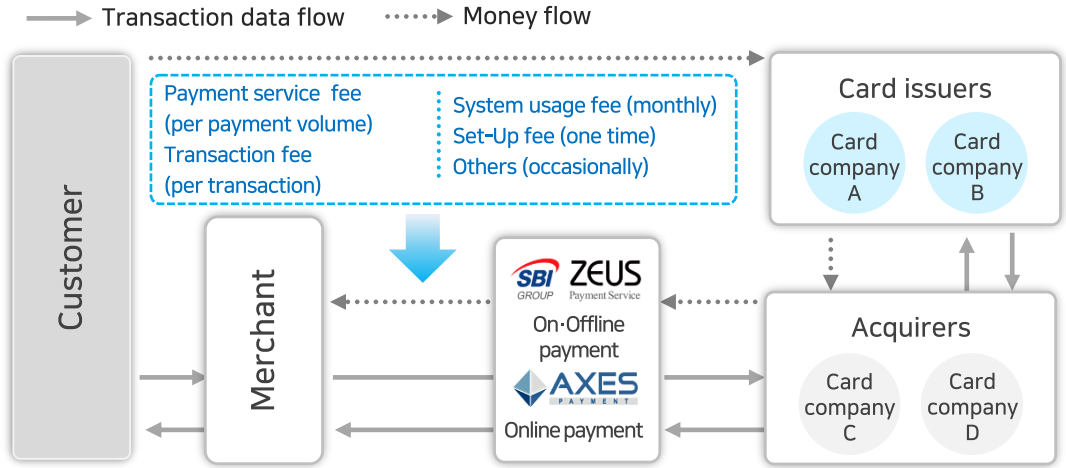 Transaction data flow
Money flow
Customer
Payment service fee
(per payment volume)
Transaction fee
(per transaction)
System usage fee (monthly)
Set-Up fee (one time)
Others (occasionally)
Card issuers
Card
company
A
Card
company
B
Merchant
SBI
GROUP
ZEUS
Payment Service
On·Offline
payment
AXES
PAYMENT
Online payment
Acquirers
Card
company
C
Card
company
D